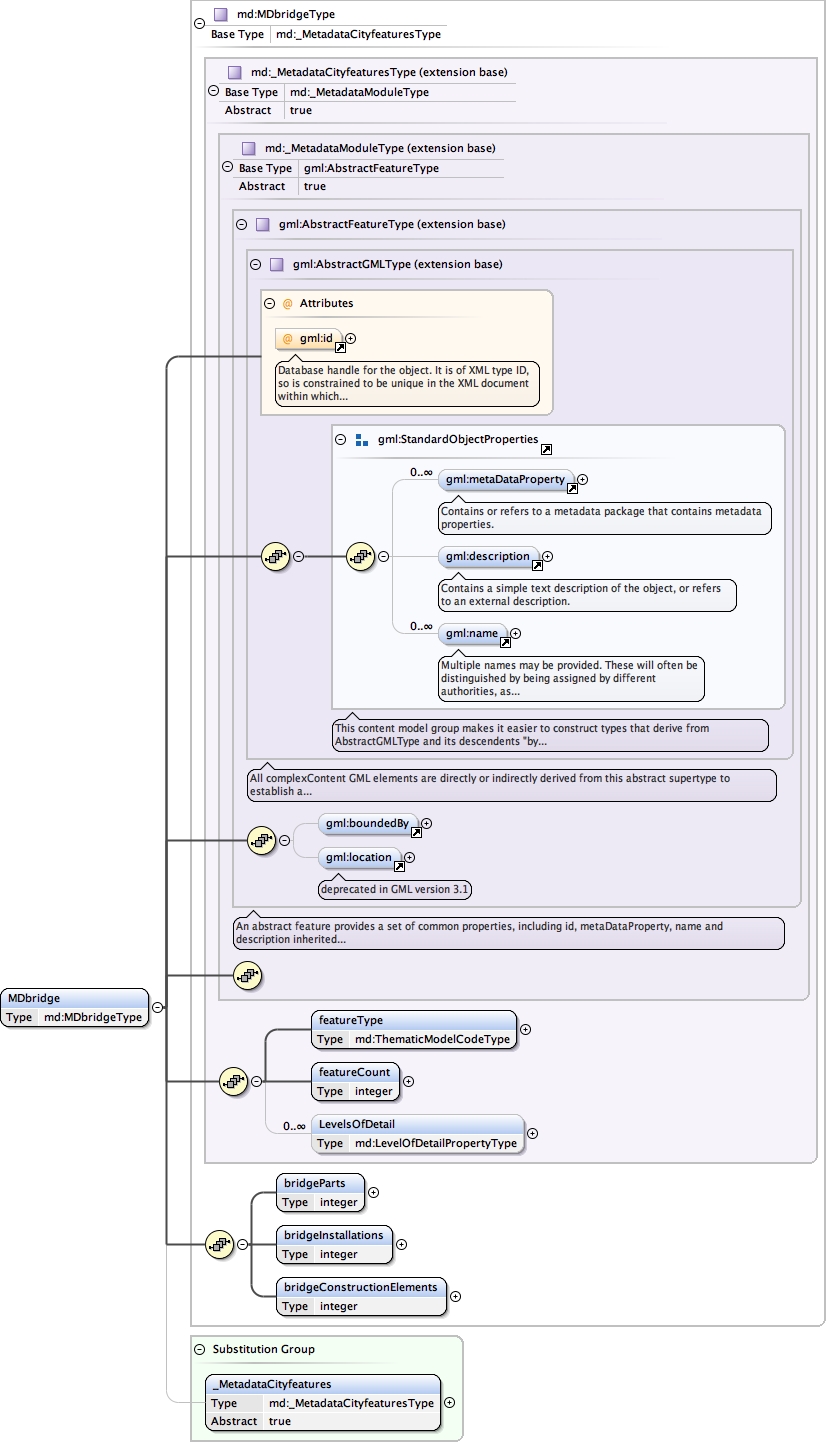 md:MDbridgeType
Base Type md:_MetadataCityfeaturesType
md:_MetadataCityfeaturesType (extension base)
Base Type md:_MetadataModuleType
Abstract true
md:_MetadataModuleType (extension base)
Base Type gml:AbstractFeatureType
Abstract true
gml:AbstractFeatureType (extension base)
gml:AbstractGMLType (extension base)
@ Attributes
@ gml:id
Database handle for the object. It is of XML type ID,
so is constrained to be unique in the XML document
within which...
gml:StandardObjectProperties
0..∞
gml:metaDataProperty
Contains or refers to a metadata package that contains metadata
properties.
gml:description
Contains a simple text description of the object, or refers
to an external description.
0..∞
gml:name
Multiple names may be provided. These will often be
distinguished by being assigned by different
authorities, as...
This content model group makes it easier to construct types that derive from
AbstractGMLType and its descendents "by...
All complexContent GML elements are directly or indirectly derived from this abstract supertype to
establish a...
gml:boundedBy
gml:location
deprecated in GML version 3.1
An abstract feature provides a set of common properties, including id, metaDataProperty, name and
description inherited...
MDbridge
Type md:MDbridgeType
featureType
Type md:ThematicModelCodeType
featureCount
Type integer
0..∞
LevelsOfDetail
Type md:LevelOfDetailPropertyType
bridgeParts
Type integer
bridgeInstallations
Type integer
bridgeConstructionElements
Type integer
Substitution Group
_MetadataCityfeatures
Type md:_MetadataCityfeaturesType
Abstract true